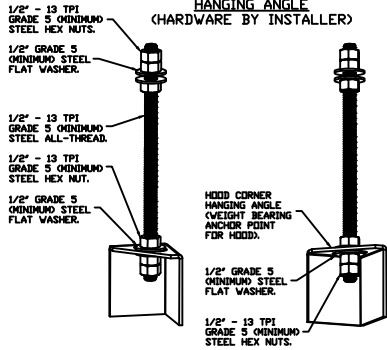 HANGING ANGLE
(HARDWARE BY INSTALLER)
1/2" - 13 TPI
GRADE 5 (MINIMUM)
STEEL HEX NUTS.
1/2" GRADE 5
(MINIMUM) STEEL
FLAT WASHER.
1/2" - 13 TPI
GRADE 5 (MINIMUM)
STEEL ALL-THREAD.
1/2" - 13 TPI
GRADE 5 (MINIMUM)
STEEL HEX NUT.
1/2" GRADE 5
(MINIMUM) STEEL
FLAT WASHER.
HOOD CORNER
HANGING ANGLE
(WEIGHT BEARING
ANCHOR POINT
FOR HOOD).
1/2" GRADE 5
(MINIMUM) STEEL
FLAT WASHER.
1/2" - 13 TPI
GRADE 5 (MINIMUM)
STEEL HEX NUTS.